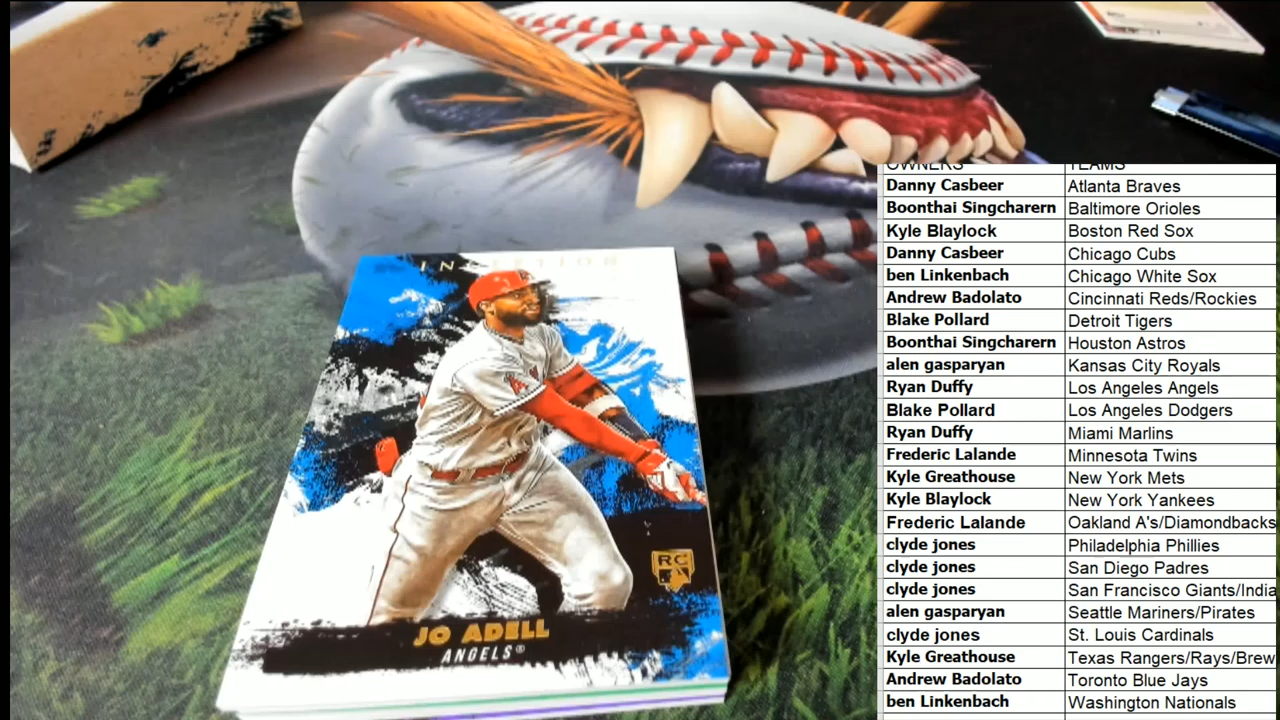 OWNERS TEAMS
Danny Casbeer Atlanta Braves
Boonthai Singcharern Baltimore Orioles
Kyle Blaylock Boston Red Sox
Danny Casbeer Chicago Cubs
ben Linkenbach Chicago White Sox
Andrew Badolato Cincinnati Reds/Rockies
Blake Pollard Detroit Tigers
Boonthai Singcharern Houston Astros
alen gasparyan Kansas City Royals
Ryan Duffy Los Angeles Angels
Blake Pollard Los Angeles Dodgers
Ryan Duffy Miami Marlins
Frederic Lalande Minnesota Twins
Kyle Greathouse New York Mets
Kyle Blaylock New York Yankees
Frederic Lalande Oakland A's/Diamondbacks
clyde jones Philadelphia Phillies
clyde jones San Diego Padres
clyde jones San Francisco Giants/India
alen gasparyan Seattle Mariners/Pirates
clyde jones St. Louis Cardinals
Kyle Greathouse Texas Rangers/Rays/Brew
Andrew Badolato Toronto Blue Jays
ben Linkenbach Washington Nationals
INCEPTION
RC
JO ADELL
ANGELS®